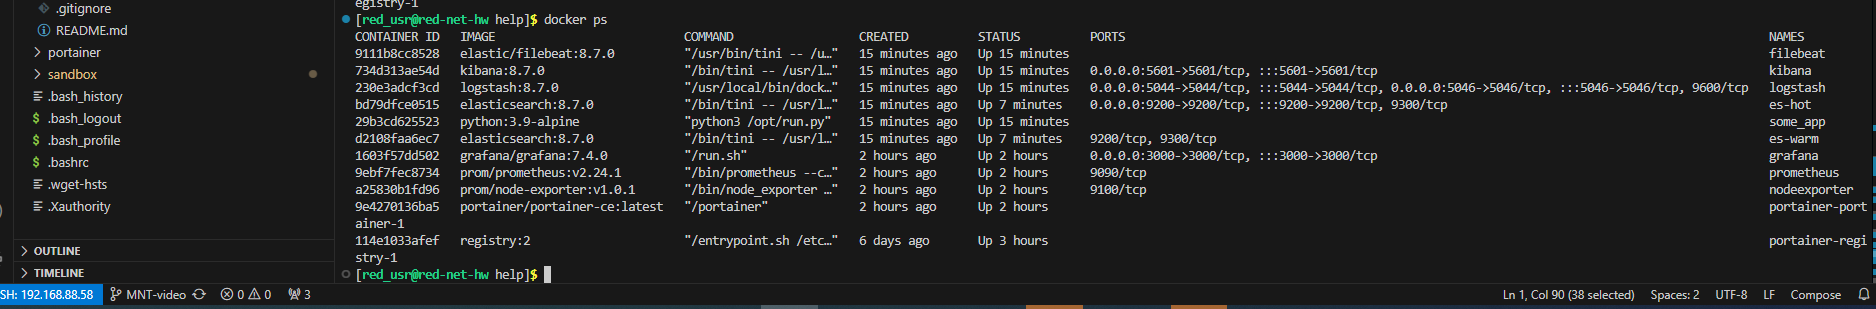 .gitignore
README.md
portainer
sandbox
.bash_history
.bash_logout
.bash_profile
.bashrc
.wget-hsts
.Xauthority
OUTLINE
TIMELINE
egistry-1
[red_usr@red-net-hw help]$ docker ps
CONTAINER ID IMAGE COMMAND CREATED STATUS PORTS NAMES
9111b8cc8528 elastic/filebeat:8.7.0 "/usr/bin/tini -- /u…" 15 minutes ago Up 15 minutes filebeat
734d313ae54d kibana:8.7.0 "/bin/tini -- /usr/l…" 15 minutes ago Up 15 minutes 0.0.0.0:5601->5601/tcp, :::5601->5601/tcp kibana
230e3adcf3cd logstash:8.7.0 "/usr/local/bin/dock…" 15 minutes ago Up 15 minutes 0.0.0.0:5044->5044/tcp, :::5044->5044/tcp, 0.0.0.0:5046->5046/tcp, :::5046->5046/tcp, 9600/tcp logstash
bd79dfce0515 elasticsearch:8.7.0 "/bin/tini -- /usr/l…" 15 minutes ago Up 7 minutes 0.0.0.0:9200->9200/tcp, :::9200->9200/tcp, 9300/tcp es-hot
29b3cd625523 python:3.9-alpine "python3 /opt/run.py" 15 minutes ago Up 15 minutes some_app
d2108faa6ec7 elasticsearch:8.7.0 "/bin/tini -- /usr/l…" 15 minutes ago Up 7 minutes 9200/tcp, 9300/tcp es-warm
1603f57dd502 grafana/grafana:7.4.0 "/run.sh" 2 hours ago Up 2 hours 0.0.0.0:3000->3000/tcp, :::3000->3000/tcp grafana
9ebf7fec8734 prom/prometheus:v2.24.1 "/bin/prometheus --c…" 2 hours ago Up 2 hours 9090/tcp prometheus
a25830b1fd96 prom/node-exporter:v1.0.1 "/bin/node_exporter …" 2 hours ago Up 2 hours 9100/tcp nodeexporter
9e4270136ba5 portainer/portainer-ce:latest "/portainer" 2 hours ago Up 2 hours portainer-port
ainer-1
114e1033afef registry:2 "/entrypoint.sh /etc…" 6 days ago Up 3 hours portainer-regi
stry-1
[red_usr@red-net-hw help]$
SH: 192.168.88.58 MNT-video 0 0 3 Ln 1, Col 90 (38 selected) Spaces: 2 UTF-8 LF Compose